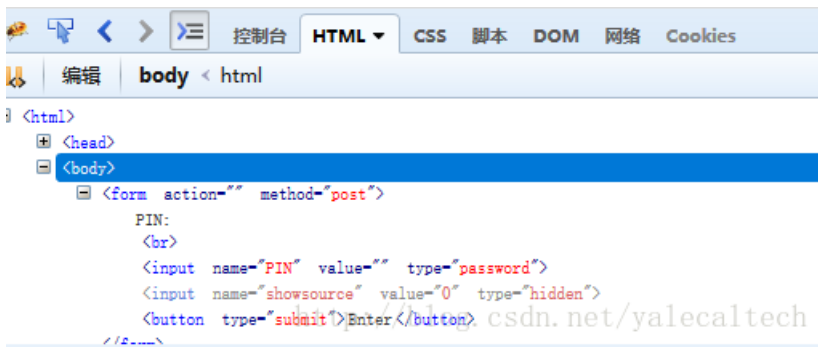 控制台 HTML CSS 脚本 DOM 网络 Cookies
编辑 body < html
<html>
<head>
<body>
<form action="" method="post">
PIN:
<br>
<input name="PIN" value="" type="password">
<input name="showsource" value="0" type="hidden">
<button type="submit">Enter</button>
</form>
http://blog.csdn.net/yalecaltech